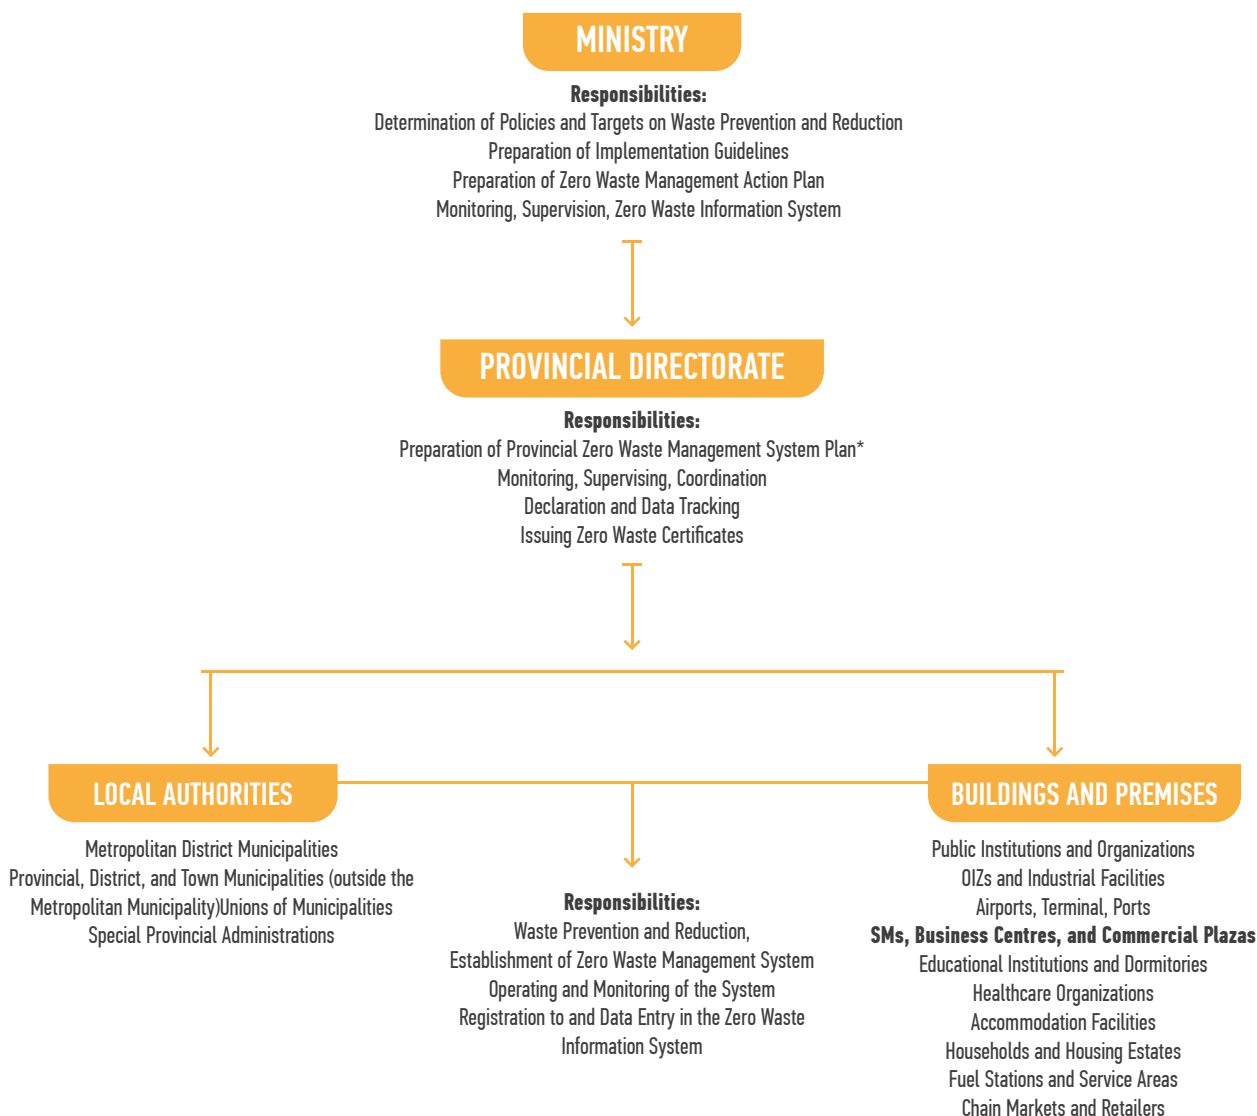 MINISTRY
Responsibilities:
Determination of Policies and Targets on Waste Prevention and Reduction
Preparation of Implementation Guidelines
Preparation of Zero Waste Management Action Plan
Monitoring, Supervision, Zero Waste Information System
PROVINCIAL DIRECTORATE
Responsibilities:
Preparation of Provincial Zero Waste Management System Plan*
Monitoring, Supervising, Coordination
Declaration and Data Tracking
Issuing Zero Waste Certificates
LOCAL AUTHORITIES
Metropolitan District Municipalities
Provincial, District, and Town Municipalities (outside the
Metropolitan Municipality)Unions of Municipalities
Special Provincial Administrations
Responsibilities:
Waste Prevention and Reduction,
Establishment of Zero Waste Management System
Operating and Monitoring of the System
Registration to and Data Entry in the Zero Waste
Information System
BUILDINGS AND PREMISES
Public Institutions and Organizations
OIZs and Industrial Facilities
Airports, Terminal, Ports
SMs, Business Centres, and Commercial Plazas
Educational Institutions and Dormitories
Healthcare Organizations
Accommodation Facilities
Households and Housing Estates
Fuel Stations and Service Areas
Chain Markets and Retailers